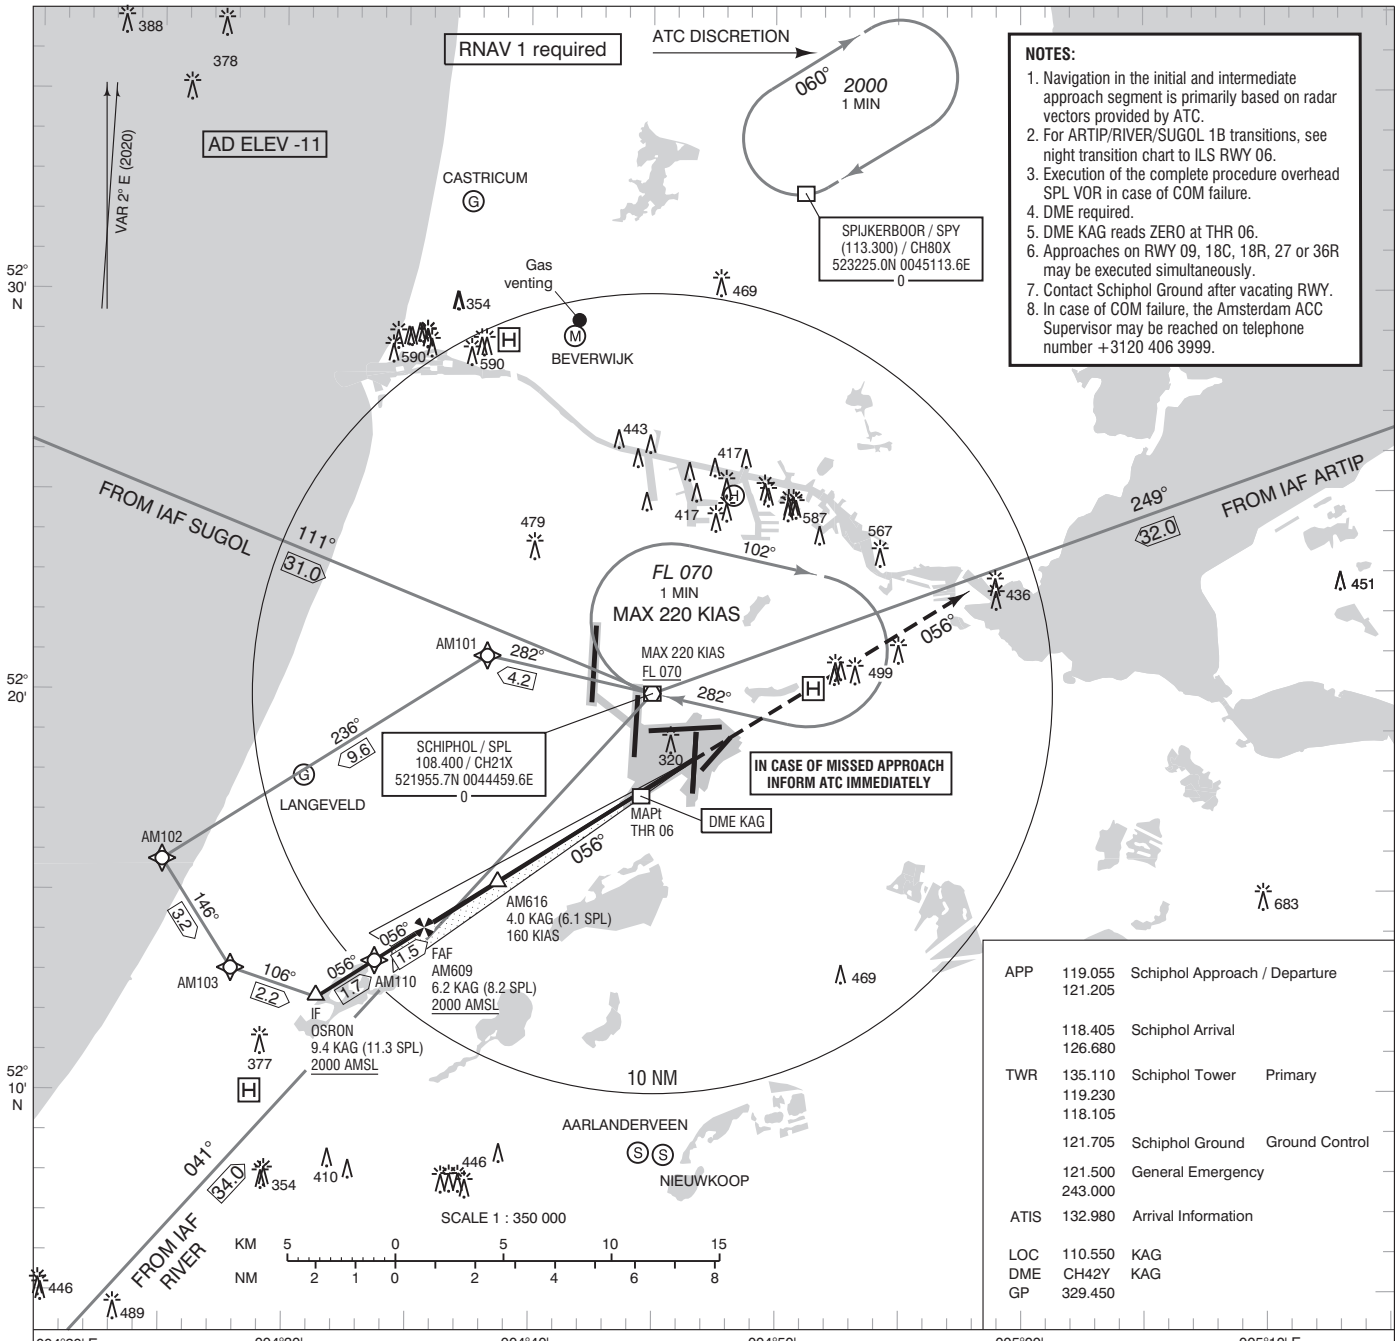 388
378
RNAV 1 required
ATC DISCRETION
060°
2000
1 MIN
NOTES:
1. Navigation in the initial and intermediate
approach segment is primarily based on radar
vectors provided by ATC.
2. For ARTIP/RIVER/SUGOL 1B transitions, see
night transition chart to ILS RWY 06.
3. Execution of the complete procedure overhead
SPL VOR in case of COM failure.
4. DME required.
5. DME KAG reads ZERO at THR 06.
6. Approaches on RWY 09, 18C, 18R, 27 or 36R
may be executed simultaneously.
7. Contact Schiphol Ground after vacating RWY.
8. In case of COM failure, the Amsterdam ACC
Supervisor may be reached on telephone
number +3120 406 3999.
VAR 2° E (2020)
AD ELEV -11
CASTRICUM
G
SPIJKERBOOR / SPY
(113.300) / CH80X
523225.0N 0045113.6E
0
52°
30'
N
Gas
venting
354
469
590
590
H
M
BEVERWIJK
443
417
H
417
587
567
479
FROM IAF SUGOL
111°
31.0
249°
FROM IAF ARTIP
32.0
102°
FL 070
1 MIN
MAX 220 KIAS
436
451
056°
AM101
282°
4.2
MAX 220 KIAS
FL 070
282°
H
499
52°
20'
236°
9.6
G
LANGEVELD
SCHIPHOL / SPL
108.400 / CH21X
521955.7N 0044459.6E
0
320
IN CASE OF MISSED APPROACH
INFORM ATC IMMEDIATELY
MAPt
THR 06
DME KAG
056°
AM102
146°
3.2
AM103
106°
2.2
056°
1.7
AM110
056°
1.5
AM616
4.0 KAG (6.1 SPL)
160 KIAS
FAF
AM609
6.2 KAG (8.2 SPL)
2000 AMSL
IF
OSRON
9.4 KAG (11.3 SPL)
2000 AMSL
683
469
377
H
52°
10'
N
10 NM
AARLANDERVEEN
S
S
NIEUWKOOP
041°
34.0
FROM IAF
RIVER
354
410
446
446
489
SCALE 1 : 350 000
KM 5 0 5 10 15
NM 2 1 0 2 4 6 8
APP 119.055 Schiphol Approach / Departure
121.205
118.405 Schiphol Arrival
126.680
TWR 135.110 Schiphol Tower Primary
119.230
118.105
121.705 Schiphol Ground Ground Control
121.500 General Emergency
243.000
ATIS 132.980 Arrival Information
LOC 110.550 KAG
DME CH42Y KAG
GP 329.450